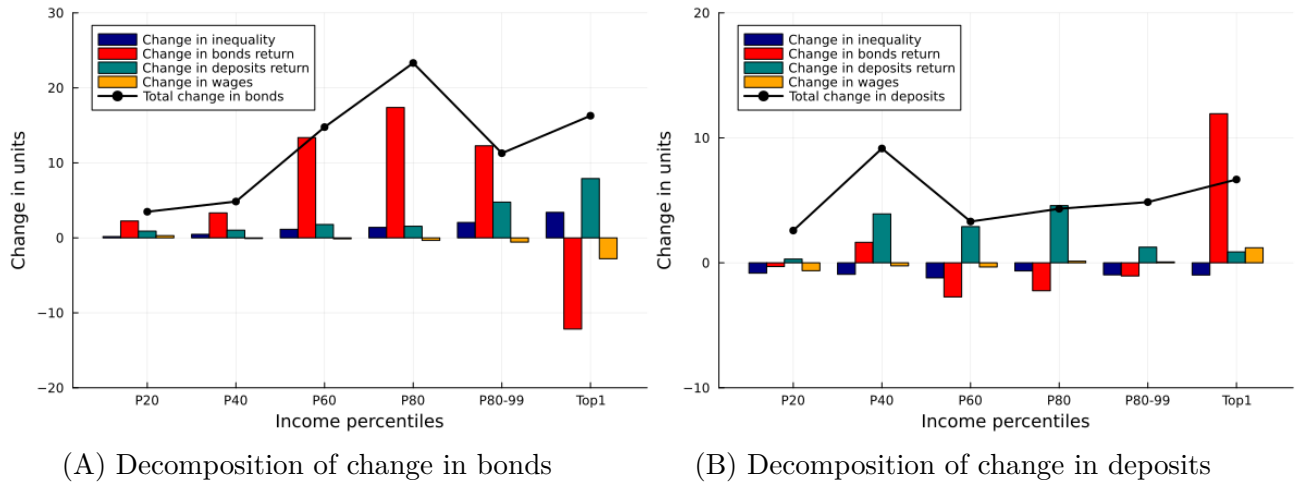 30
20
10
0
−10
−20
Change in units
Change in inequality
Change in bonds return
Change in deposits return
Change in wages
Total change in bonds
P20 P40 P60 P80 P80-99 Top1
Income percentiles
(A) Decomposition of change in bonds
20
10
0
−10
Change in units
Change in inequality
Change in bonds return
Change in deposits return
Change in wages
Total change in deposits
P20 P40 P60 P80 P80-99 Top1
Income percentiles
(B) Decomposition of change in deposits